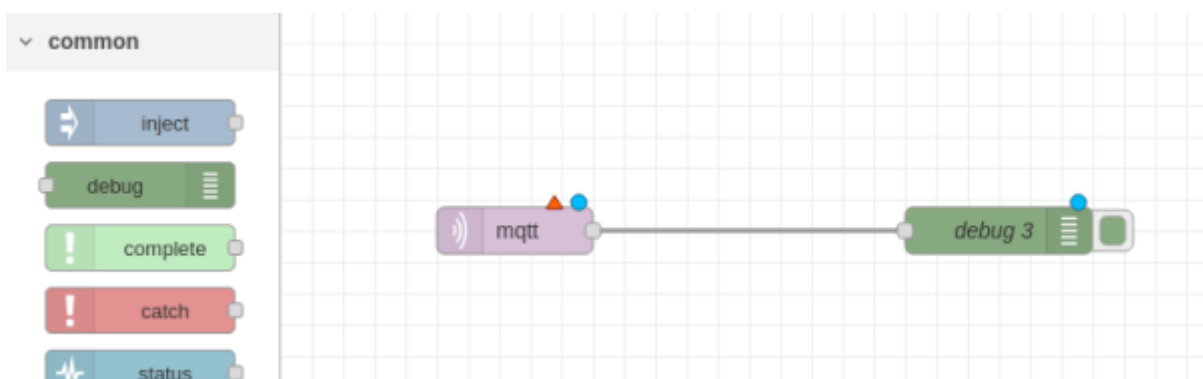 common
inject
debug
complete
catch
status
mqtt
debug 3